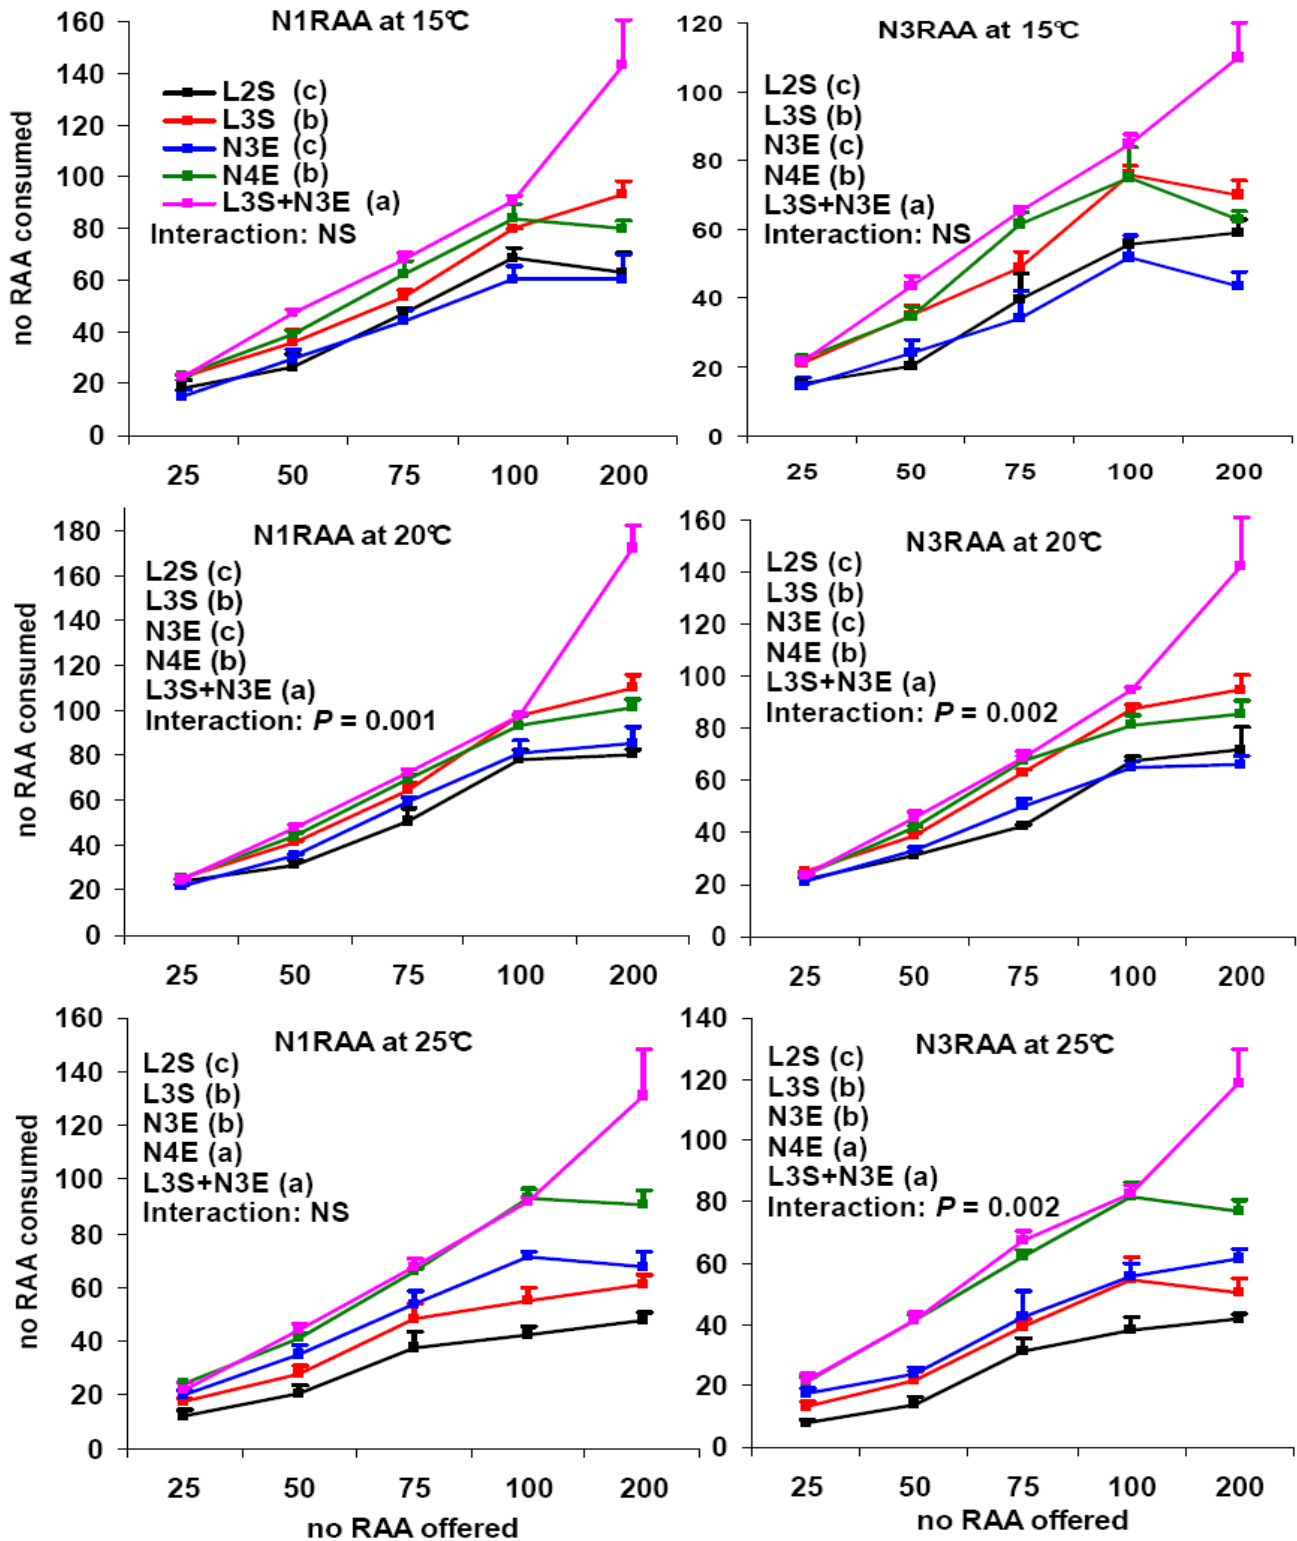 N1RAA at 15°C
160
140
120
100
80
60
40
20
0
no RAA consumed
L2S (c)
L3S (b)
N3E (c)
N4E (b)
L3S+N3E (a)
Interaction: NS
25 50 75 100 200
N3RAA at 15°C
120
100
80
60
40
20
0
L2S (c)
L3S (b)
N3E (c)
N4E (b)
L3S+N3E (a)
Interaction: NS
25 50 75 100 200
N1RAA at 20°C
180
160
140
120
100
80
60
40
20
0
no RAA consumed
L2S (c)
L3S (b)
N3E (c)
N4E (b)
L3S+N3E (a)
Interaction: P = 0.001
25 50 75 100 200
N3RAA at 20°C
160
140
120
100
80
60
40
20
0
L2S (c)
L3S (b)
N3E (c)
N4E (b)
L3S+N3E (a)
Interaction: P = 0.002
25 50 75 100 200
N1RAA at 25°C
160
140
120
100
80
60
40
20
0
no RAA consumed
L2S (c)
L3S (b)
N3E (b)
N4E (a)
L3S+N3E (a)
Interaction: NS
25 50 75 100 200
no RAA offered
N3RAA at 25°C
140
120
100
80
60
40
20
0
L2S (c)
L3S (b)
N3E (b)
N4E (a)
L3S+N3E (a)
Interaction: P = 0.002
25 50 75 100 200
no RAA offered